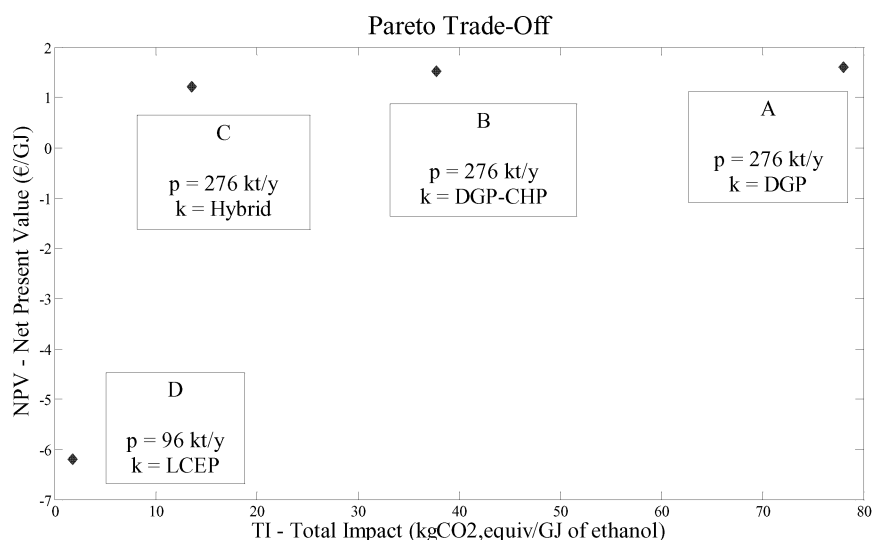 Pareto Trade-Off
2
1
0
-1
-2
-3
-4
-5
-6
-7
NPV - Net Present Value (€/GJ)
C
p = 276 kt/y
k = Hybrid
B
p = 276 kt/y
k = DGP-CHP
A
p = 276 kt/y
k = DGP
D
p = 96 kt/y
k = LCEP
0 10 20 30 40 50 60 70 80
TI - Total Impact (kgCO2,equiv/GJ of ethanol)